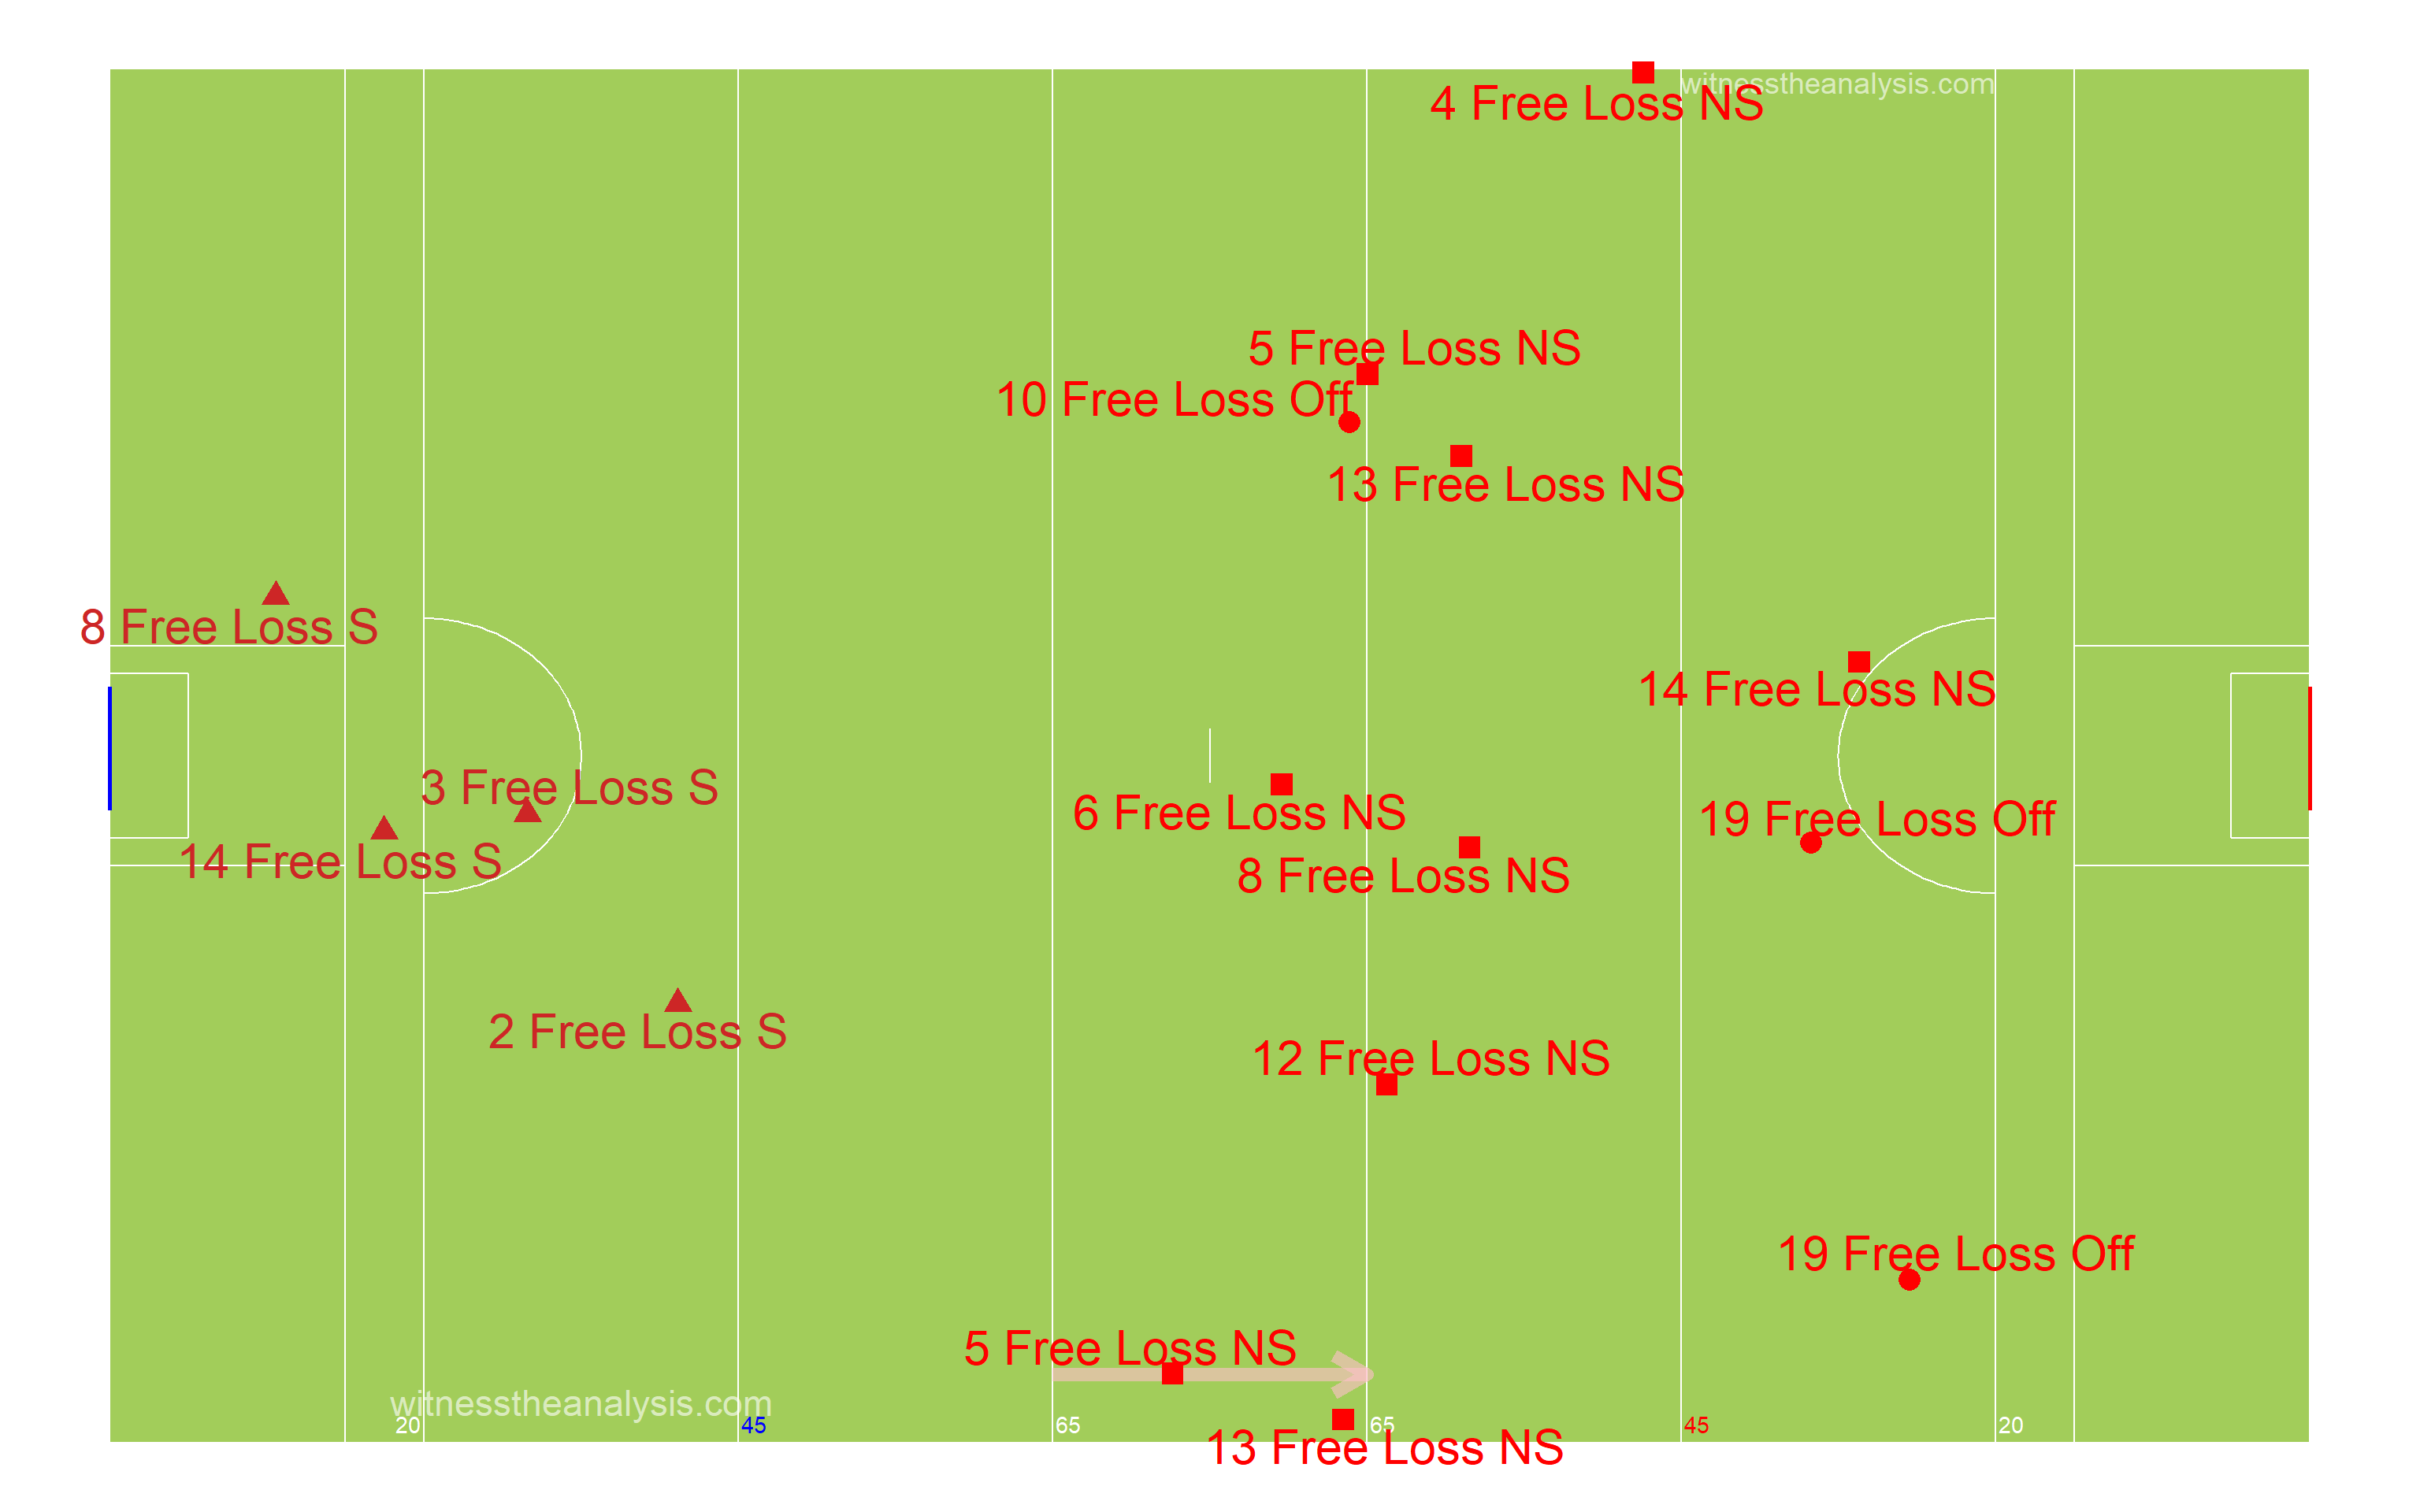 witnesstheanalysis.com
4 Free Loss NS
5 Free Loss NS
10 Free Loss Off
13 Free Loss NS
8 Free Loss S
14 Free Loss NS
3 Free Loss S
6 Free Loss NS
19 Free Loss Off
14 Free Loss S
8 Free Loss NS
2 Free Loss S
12 Free Loss NS
19 Free Loss Off
5 Free Loss NS
witnesstheanalysis.com
20 45 65 65 45 20
13 Free Loss NS